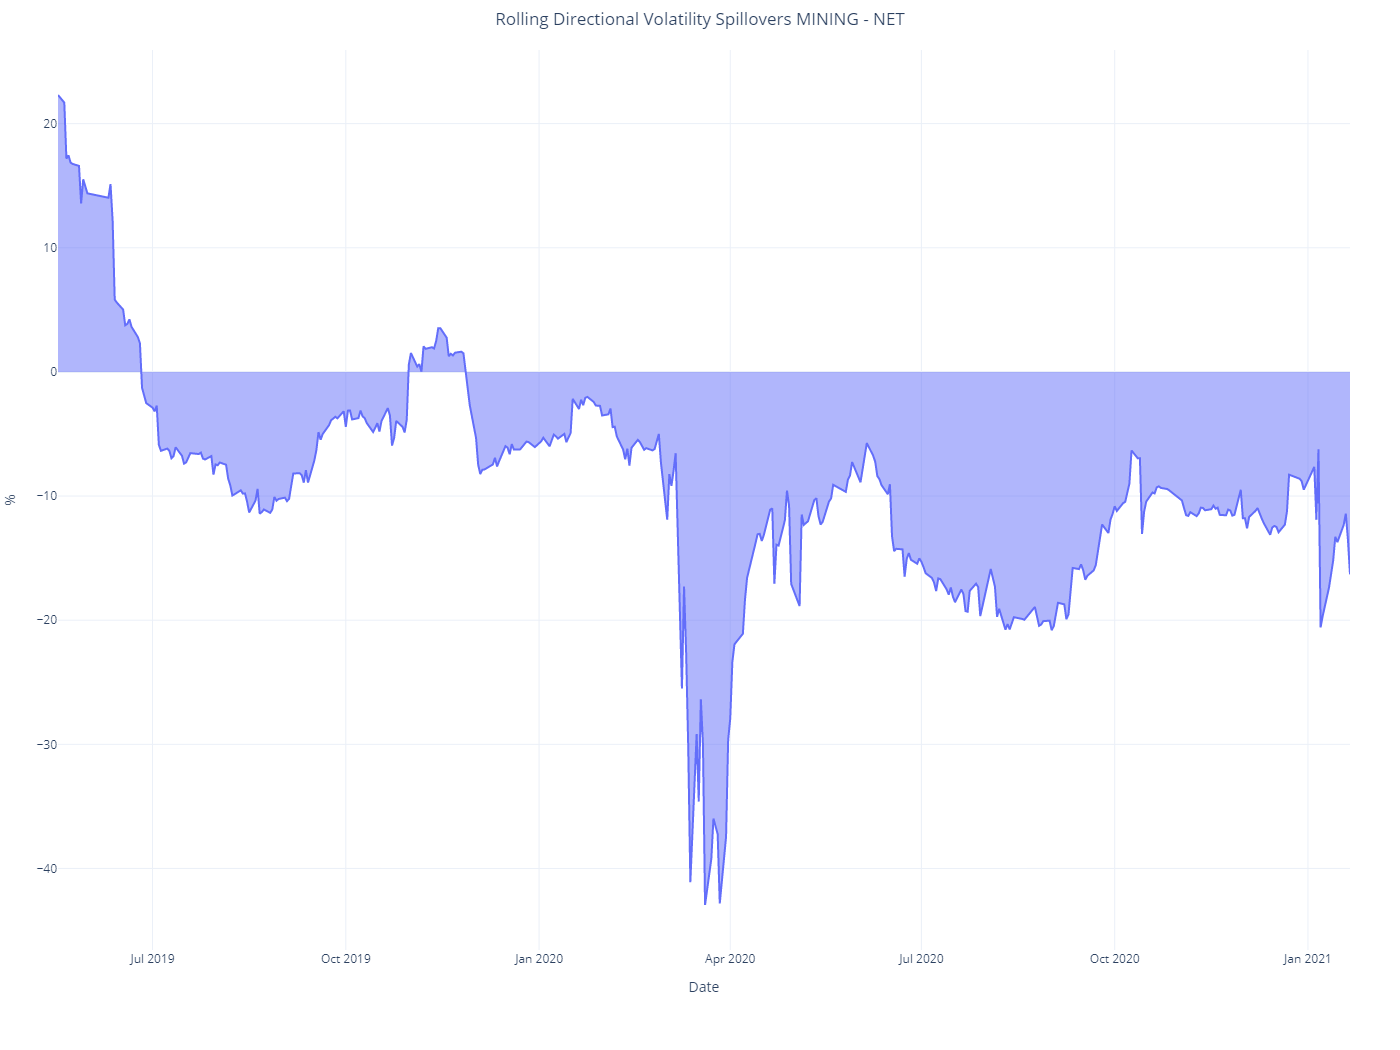 Rolling Directional Volatility Spillovers MINING - NET
20
10
0
−10
−20
−30
−40
%
Jul 2019
Oct 2019
Jan 2020
Apr 2020
Jul 2020
Oct 2020
Jan 2021
Date